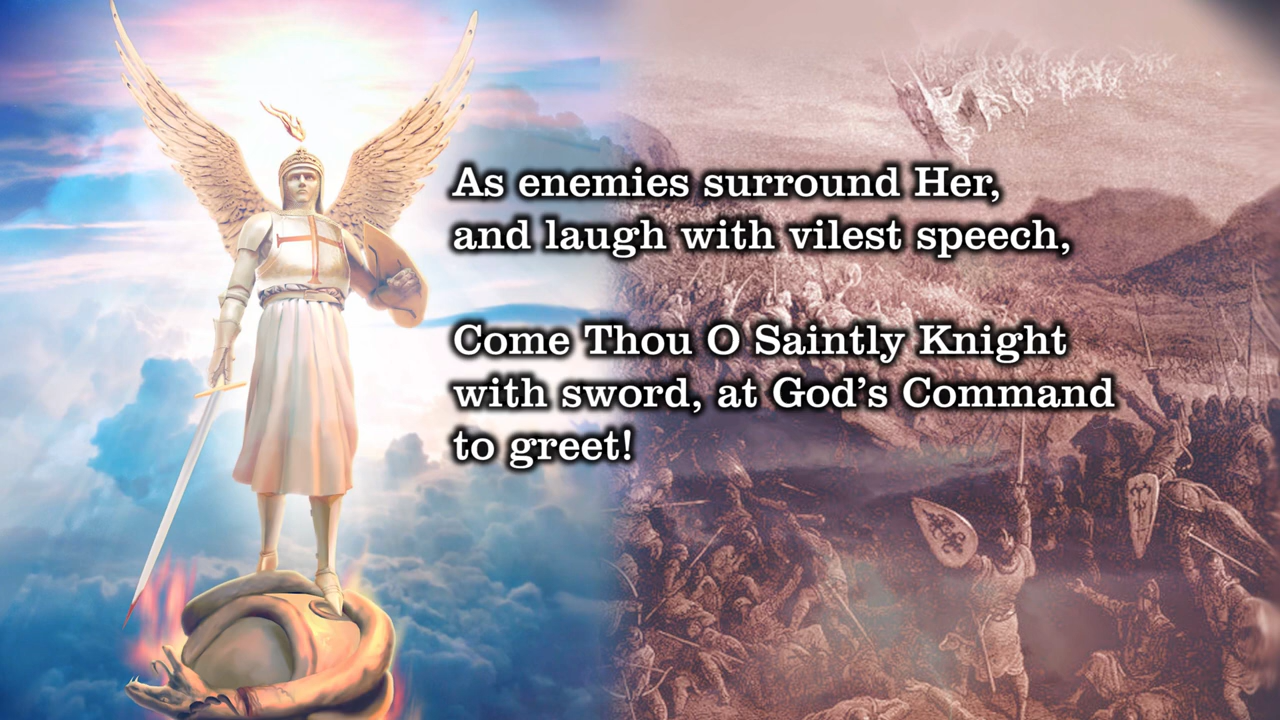 As enemies surround Her,
and laugh with vilest speech,
Come Thou O Saintly Knight
with sword, at God’s Command
to greet!